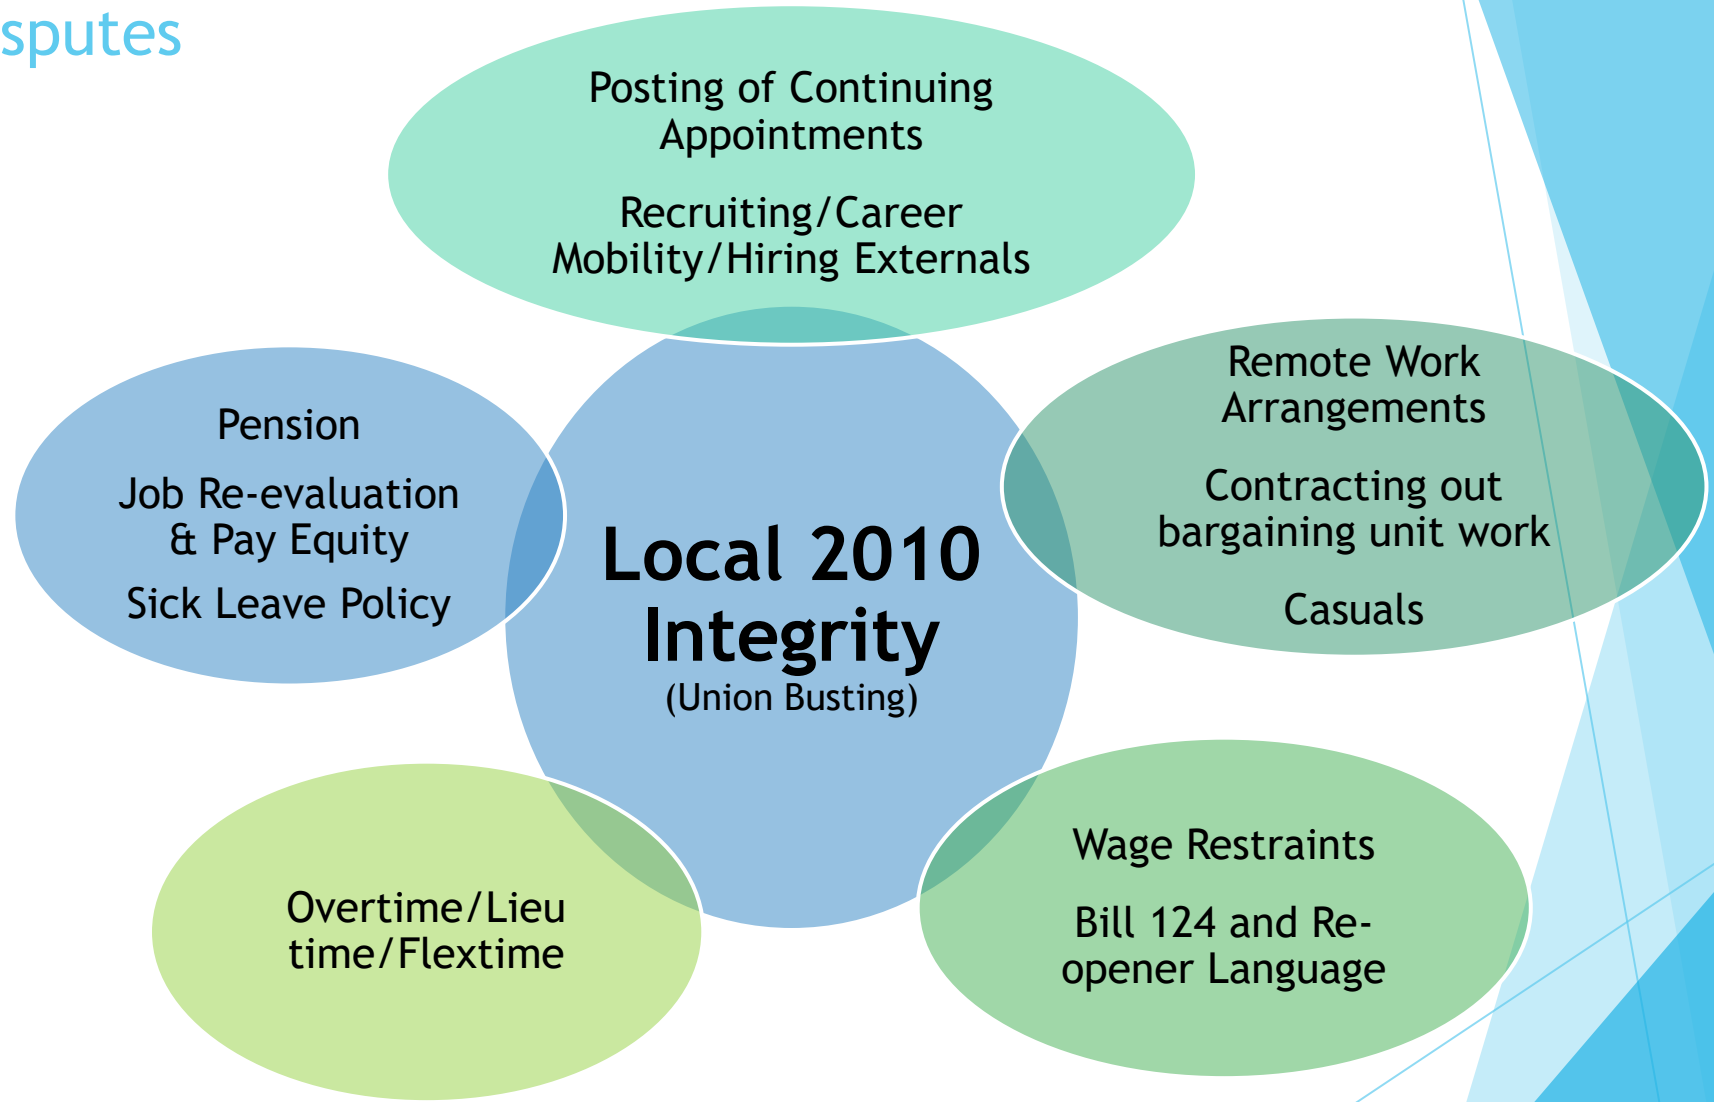 sputes
Posting of Continuing
Appointments
Recruiting/Career
Mobility/Hiring Externals
Remote Work
Arrangements
Contracting out
bargaining unit work
Casuals
Wage Restraints
Bill 124 and Re-
opener Language
Overtime/Lieu
time/Flextime
Pension
Job Re-evaluation
& Pay Equity
Sick Leave Policy
Local 2010
Integrity
(Union Busting)